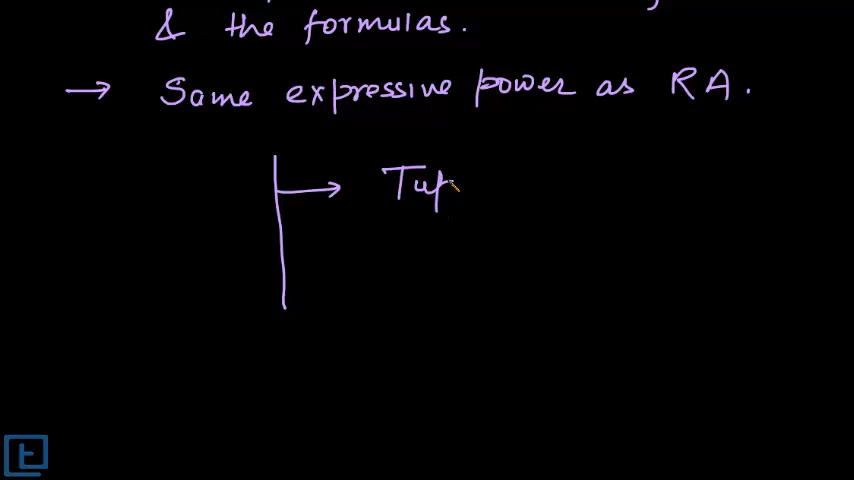 & the formulas.
→ Same expressive power as RA.
→ Tup